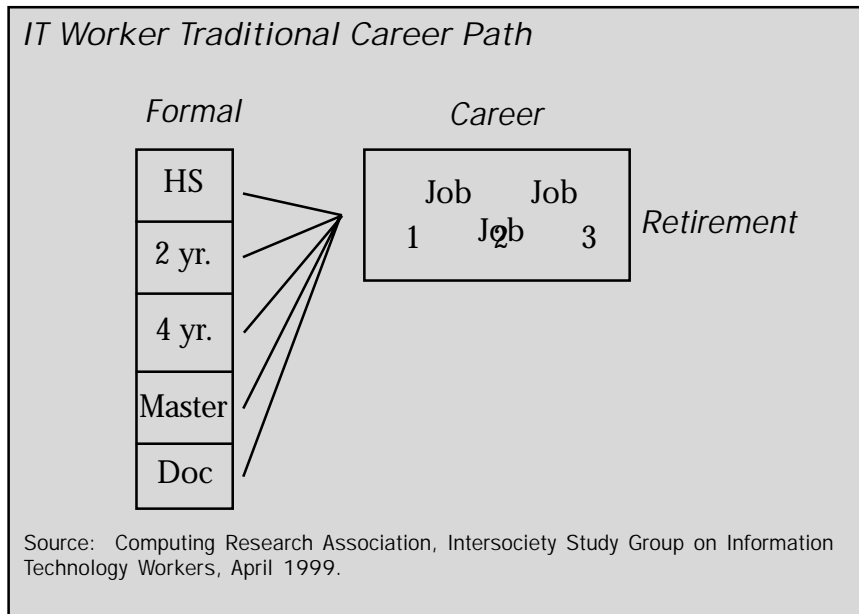 IT Worker Traditional Career Path
Formal
Career
HS
2 yr.
4 yr.
Master
Doc
Job Job
1 Job 2 3
Retirement
Source: Computing Research Association, Intersociety Study Group on Information
Technology Workers, April 1999.